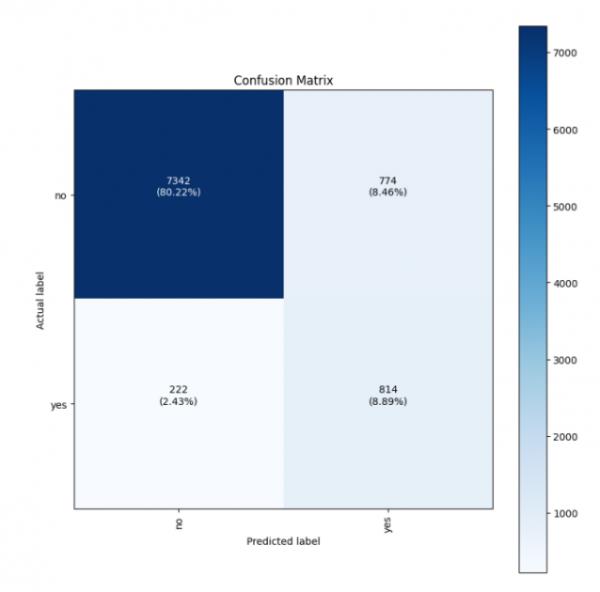 Confusion Matrix
7342
(80.22%)
774
(8.46%)
no
Actual label
222
(2.43%)
814
(8.89%)
yes
no
yes
Predicted label
7000
6000
5000
4000
3000
2000
1000